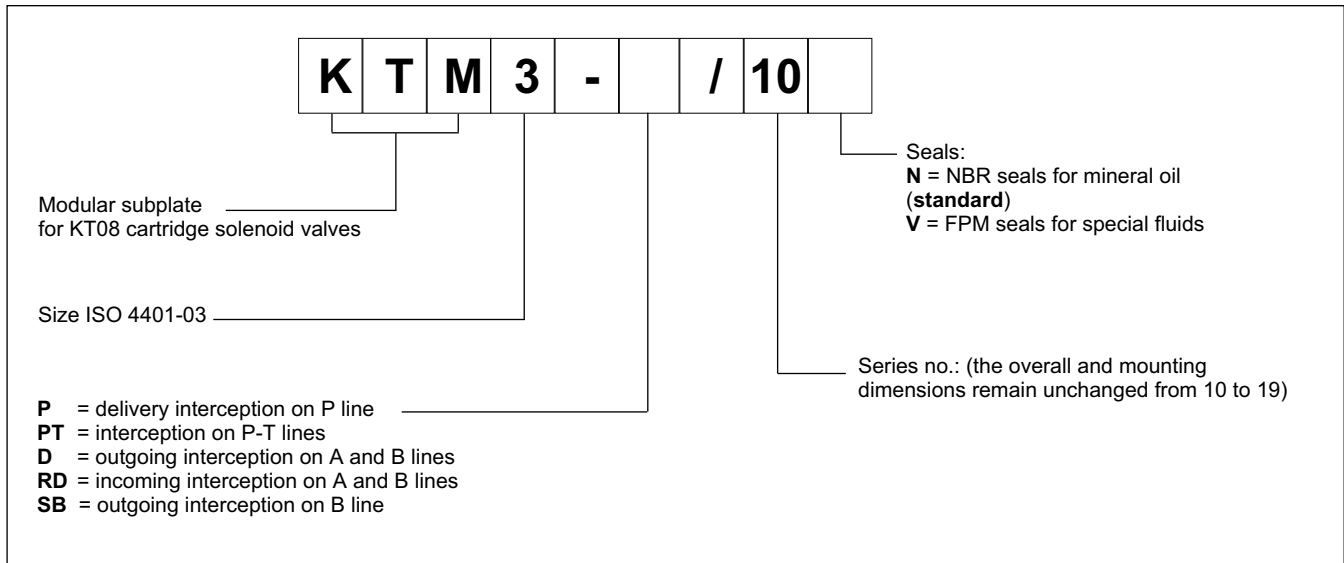 K T M 3 - / 10
Seals:
N = NBR seals for mineral oil
(standard)
V = FPM seals for special fluids
Modular subplate
for KT08 cartridge solenoid valves
Size ISO 4401-03
Series no.: (the overall and mounting
dimensions remain unchanged from 10 to 19)
P = delivery interception on P line
PT = interception on P-T lines
D = outgoing interception on A and B lines
RD = incoming interception on A and B lines
SB = outgoing interception on B line